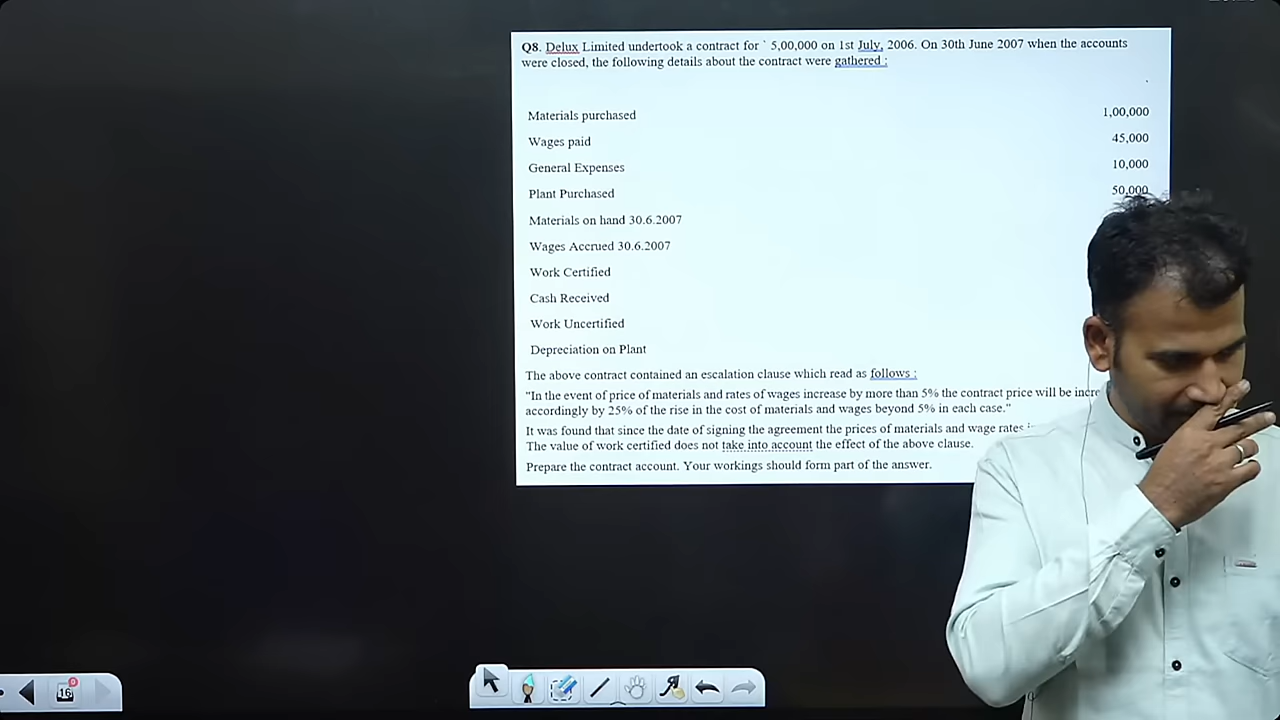 Q8. Delux Limited undertook a contract for ` 5,00,000 on 1st July, 2006. On 30th June 2007 when the accounts
were closed, the following details about the contract were gathered :
Materials purchased 1,00,000
Wages paid 45,000
General Expenses 10,000
Plant Purchased 50,000
Materials on hand 30.6.2007
Wages Accrued 30.6.2007
Work Certified
Cash Received
Work Uncertified
Depreciation on Plant
The above contract contained an escalation clause which read as follows :
"In the event of price of materials and rates of wages increase by more than 5% the contract price will be incre
accordingly by 25% of the rise in the cost of materials and wages beyond 5% in each case."
It was found that since the date of signing the agreement the prices of materials and wage rates
The value of work certified does not take into account the effect of the above clause.
Prepare the contract account. Your workings should form part of the answer.
16